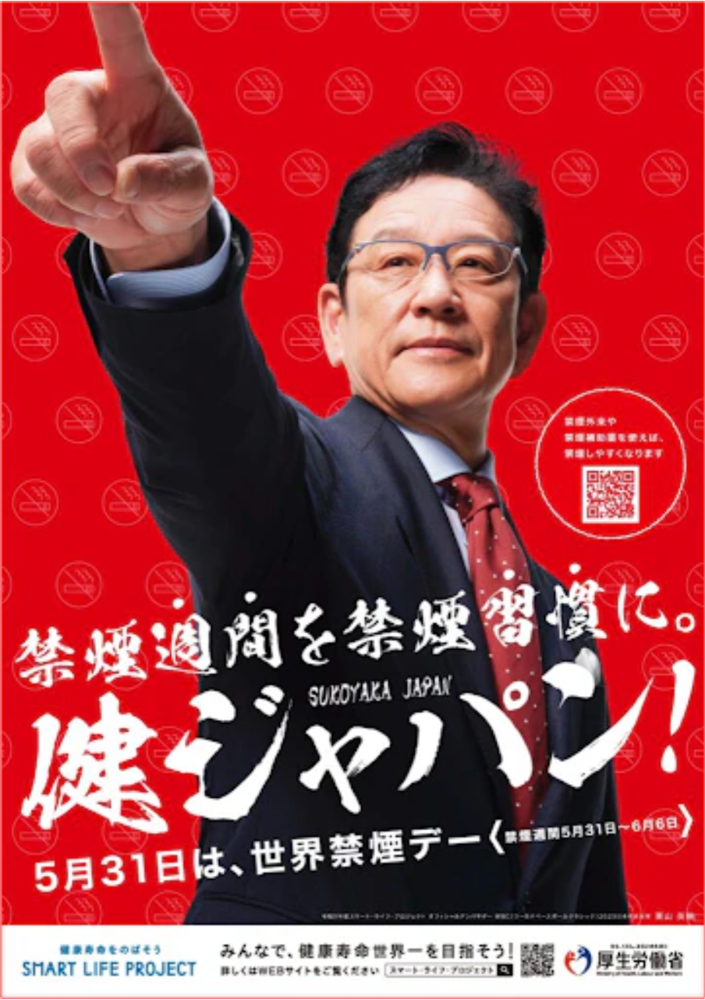 禁煙外来や
禁煙補助薬を使えば、
禁煙しやすくなります
禁煙週間を禁煙習慣に。
SUKOYAKA JAPAN
健ジャパン!
5月31日は、世界禁煙デー〈禁煙週間5月31日〜6月6日〉
健康寿命をのばそう
SMART LIFE PROJECT
みんなで、健康寿命世界一を目指そう!
詳しくはWEBサイトをご覧ください スマート・ライフ・プロジェクト
厚生労働省
Ministry of Health, Labour and Welfare